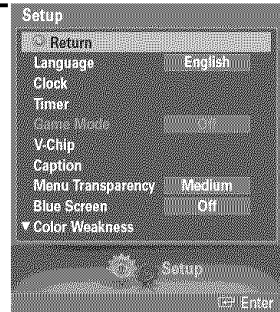 Setup
Return
Language English
Clock
Timer
Game Mode Off
V-Chip
Caption
Menu Transparency Medium
Blue Screen Off
▼ Color Weakness
Setup
Enter